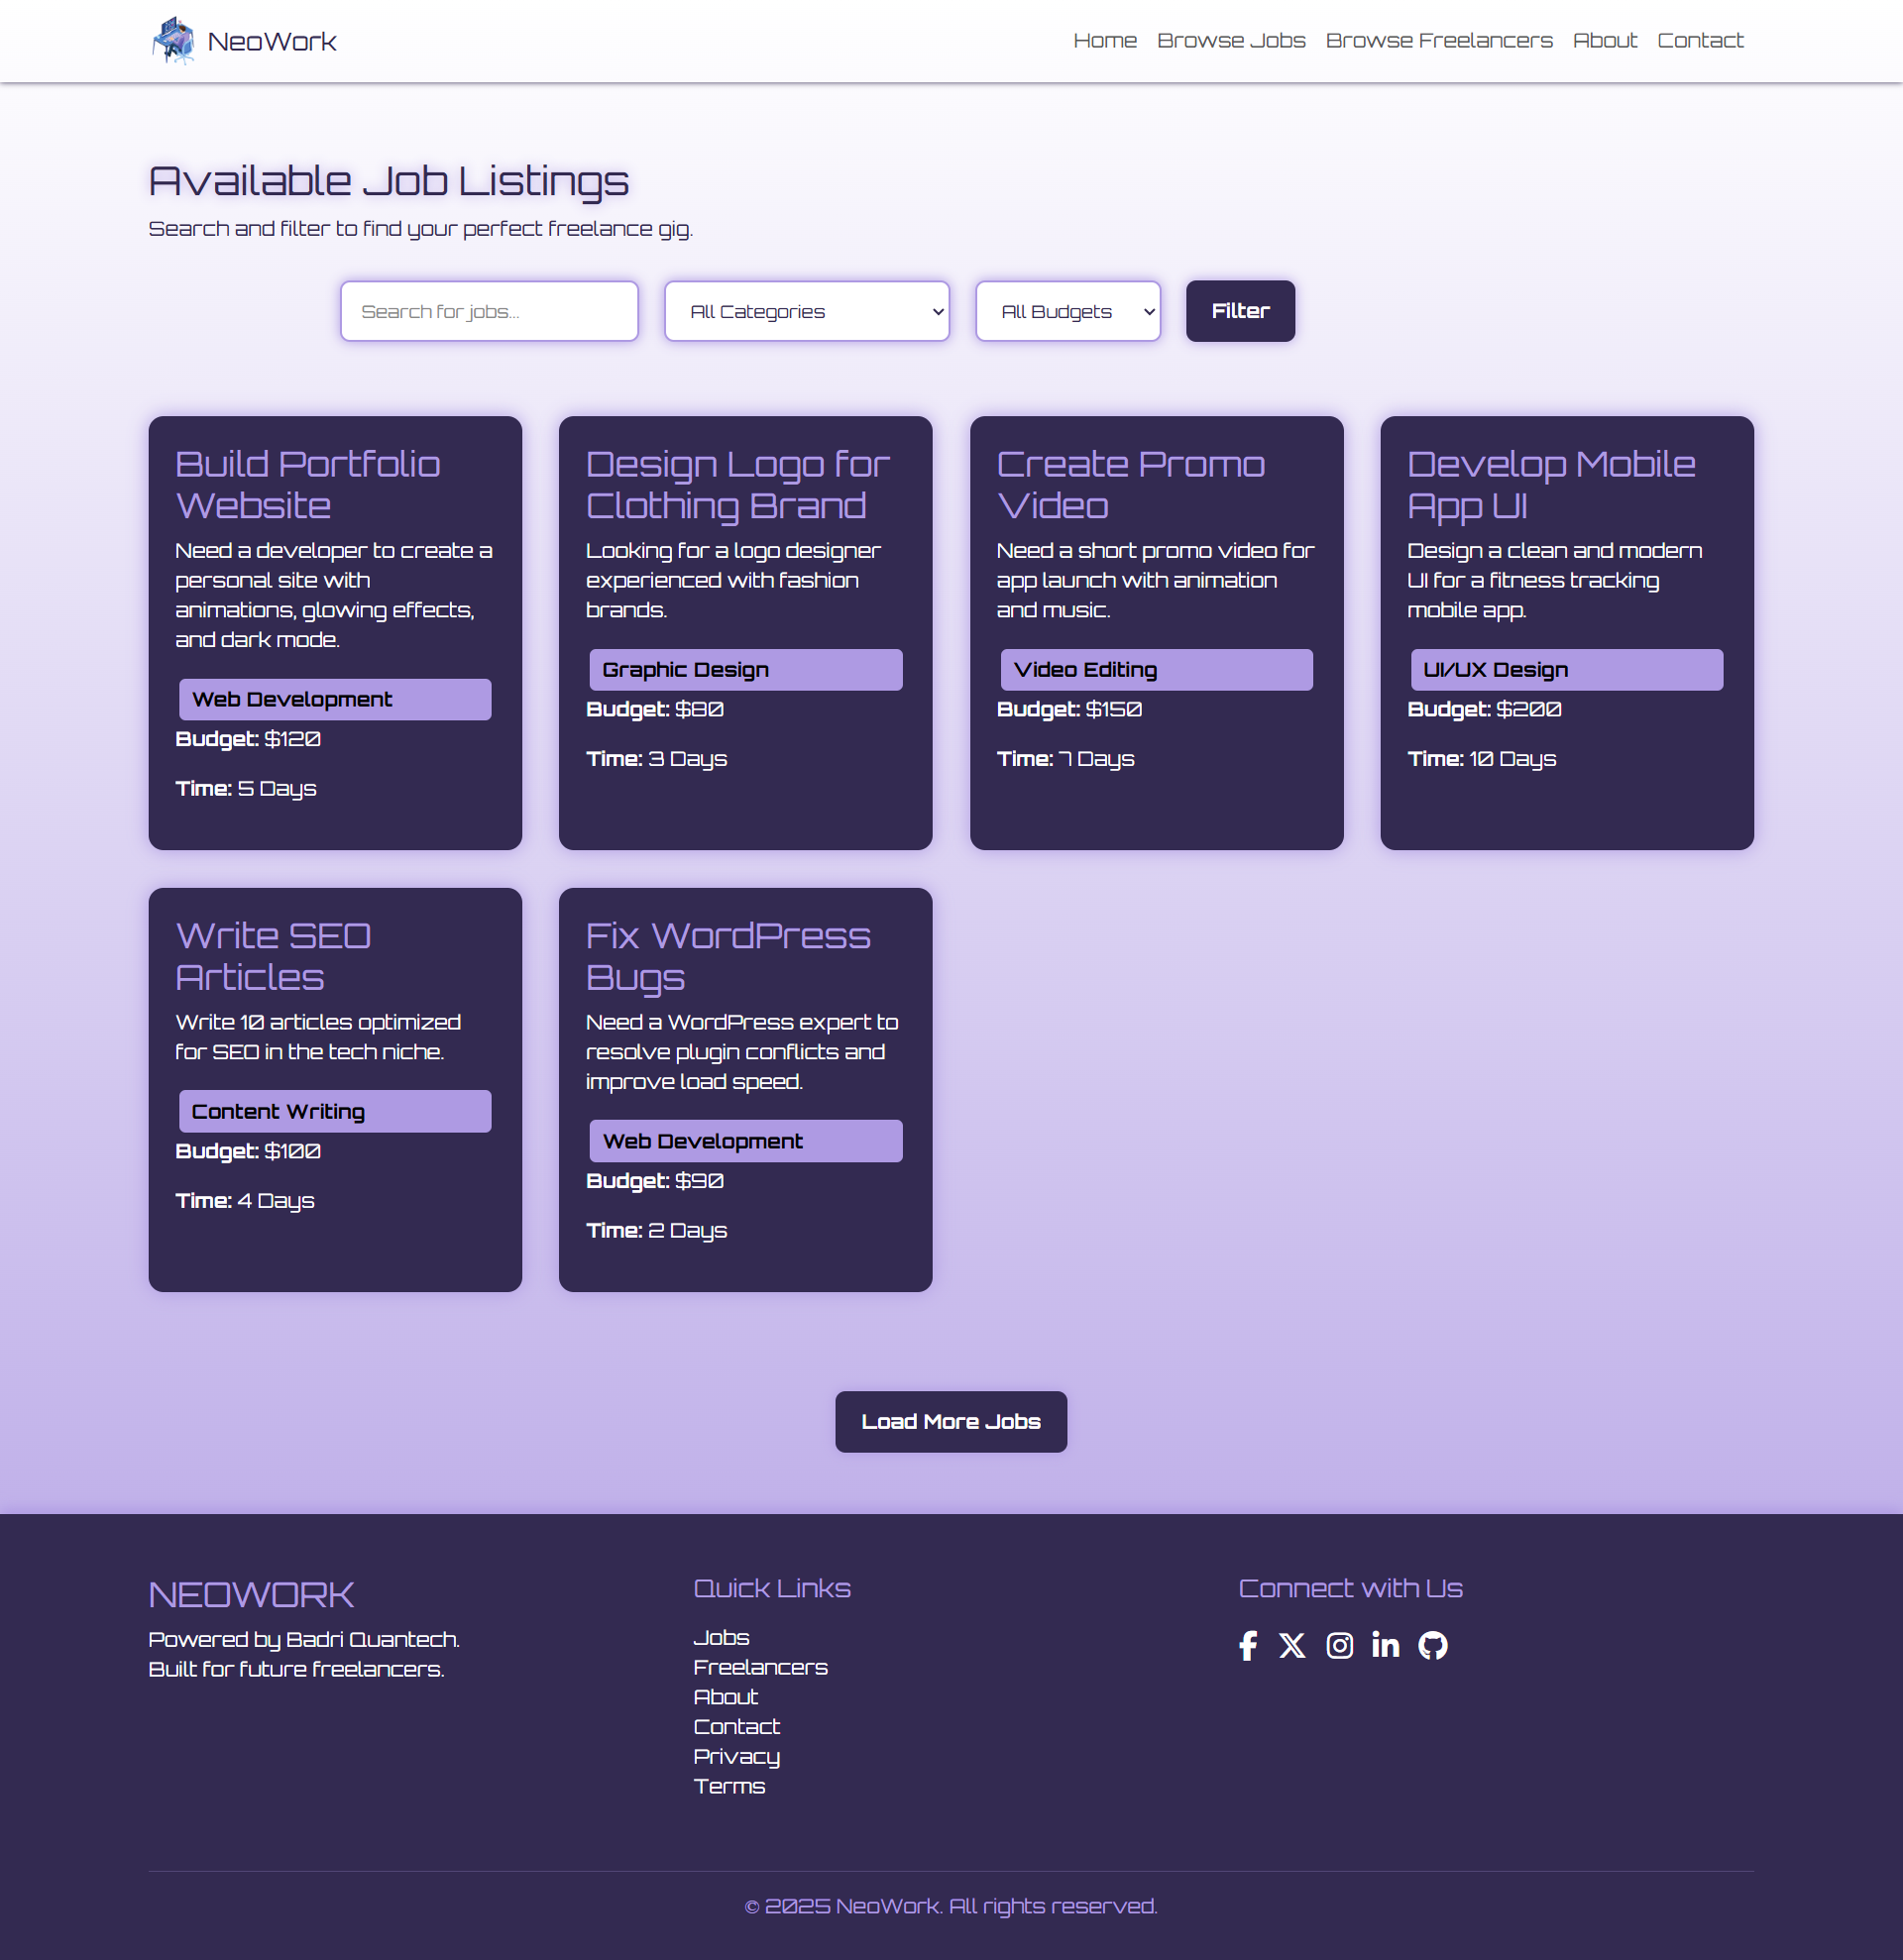 NeoWork
Home
Browse Jobs
Browse Freelancers
About
Contact
Available Job Listings
Search and filter to find your perfect freelance gig.
Search for jobs...
All Categories
All Budgets
Filter
Build Portfolio
Website
Need a developer to create a
personal site with
animations, glowing effects,
and dark mode.
Web Development
Budget: $120
Time: 5 Days
Design Logo for
Clothing Brand
Looking for a logo designer
experienced with fashion
brands.
Graphic Design
Budget: $80
Time: 3 Days
Create Promo
Video
Need a short promo video for
app launch with animation
and music.
Video Editing
Budget: $150
Time: 7 Days
Develop Mobile
App UI
Design a clean and modern
UI for a fitness tracking
mobile app.
UI/UX Design
Budget: $200
Time: 10 Days
Write SEO
Articles
Write 10 articles optimized
for SEO in the tech niche.
Content Writing
Budget: $100
Time: 4 Days
Fix WordPress
Bugs
Need a WordPress expert to
resolve plugin conflicts and
improve load speed.
Web Development
Budget: $90
Time: 2 Days
Load More Jobs
NEOWORK
Powered by Badri Quantech.
Built for future freelancers.
Quick Links
Jobs
Freelancers
About
Contact
Privacy
Terms
Connect with Us
© 2025 NeoWork. All rights reserved.